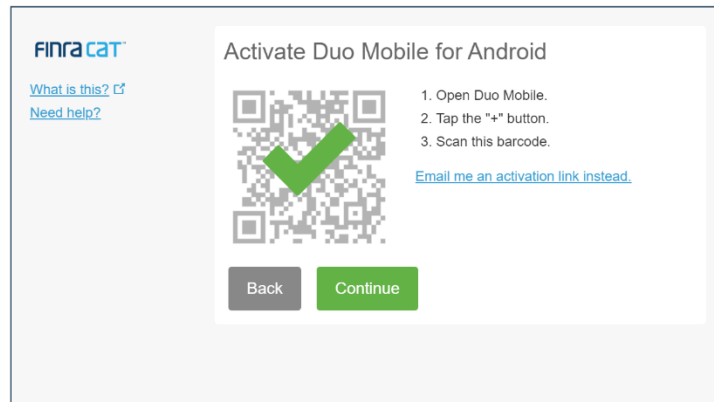 FINRA CAT
Activate Duo Mobile for Android
What is this?
Need help?
1. Open Duo Mobile.
2. Tap the "+" button.
3. Scan this barcode.
Email me an activation link instead.
Back
Continue